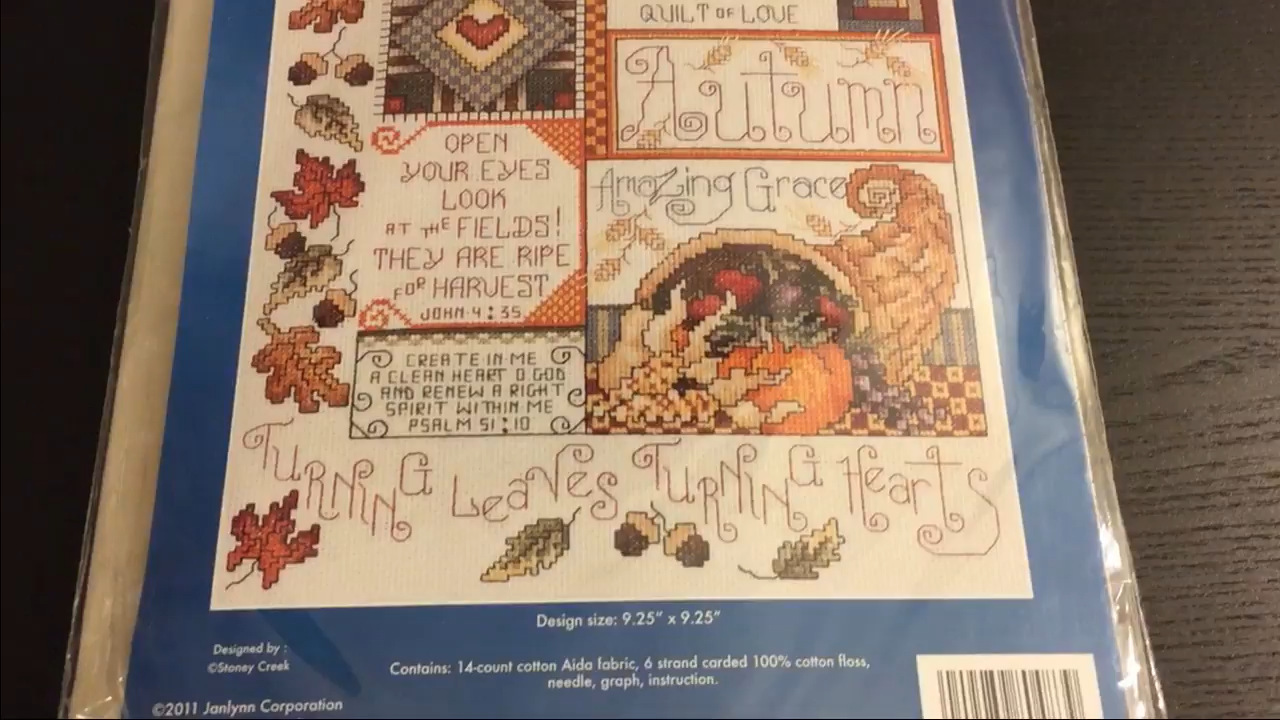 QUILT OF LOVE
Autumn
OPEN
YOUR EYES
LOOK
AT THE FIELDS!
THEY ARE RIPE
FOR HARVEST
JOHN 4:35
Amazing Grace
CREATE IN ME
A CLEAN HEART O GOD
AND RENEW A RIGHT
SPIRIT WITHIN ME
PSALM 51:10
TURNING LeaVes TURNING Hearts
Design size: 9.25" x 9.25"
Designed by :
©Stoney Creek
Contains: 14-count cotton Aida fabric, 6 strand carded 100% cotton floss,
needle, graph, instruction.
©2011 Janlynn Corporation